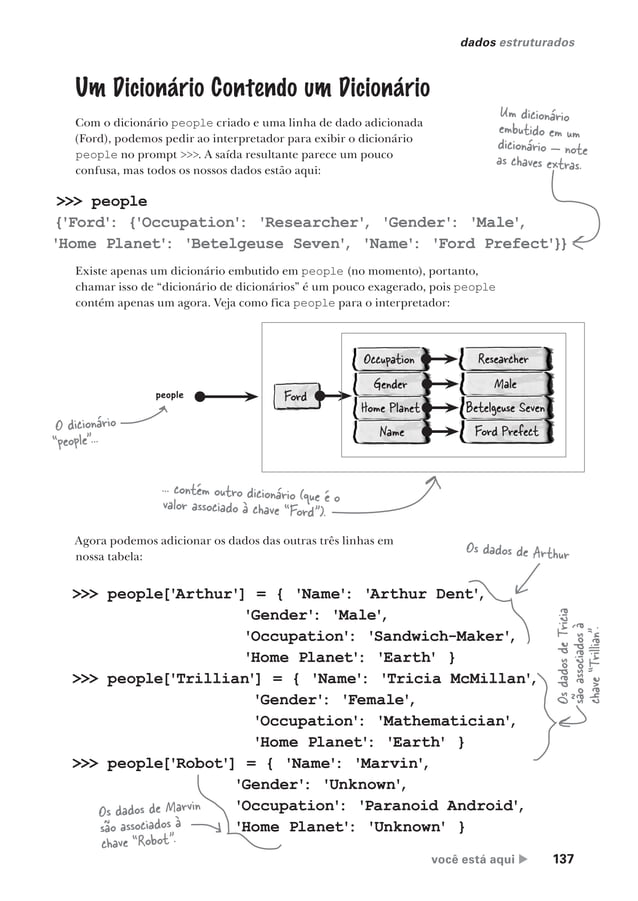 dados estruturados
Um Dicionário Contendo um Dicionário
Com o dicionário people criado e uma linha de dado adicionada
(Ford), podemos pedir ao interpretador para exibir o dicionário
people no prompt >>>. A saída resultante parece um pouco
confusa, mas todos os nossos dados estão aqui:
Um dicionário
embutido em um
dicionário — note
as chaves extras.
>>> people
{'Ford': {'Occupation': 'Researcher', 'Gender': 'Male',
'Home Planet': 'Betelgeuse Seven', 'Name': 'Ford Prefect'}}
Existe apenas um dicionário embutido em people (no momento), portanto,
chamar isso de “dicionário de dicionários” é um pouco exagerado, pois people
contém apenas um agora. Veja como fica people para o interpretador:
people
Ford
Occupation Researcher
Gender Male
Home Planet Betelgeuse Seven
Name Ford Prefect
O dicionário
“people”...
... contém outro dicionário (que é o
valor associado à chave “Ford”).
Agora podemos adicionar os dados das outras três linhas em
nossa tabela:
Os dados de Arthur
>>> people['Arthur'] = { 'Name': 'Arthur Dent',
'Gender': 'Male',
'Occupation': 'Sandwich-Maker',
'Home Planet': 'Earth' }
>>> people['Trillian'] = { 'Name': 'Tricia McMillan',
'Gender': 'Female',
'Occupation': 'Mathematician',
'Home Planet': 'Earth' }
Os dados de Tricia
são associados à
chave “Trillian”.
>>> people['Robot'] = { 'Name': 'Marvin',
'Gender': 'Unknown',
'Occupation': 'Paranoid Android',
'Home Planet': 'Unknown' }
Os dados de Marvin
são associados à
chave “Robot”.
você está aqui ▶ 137